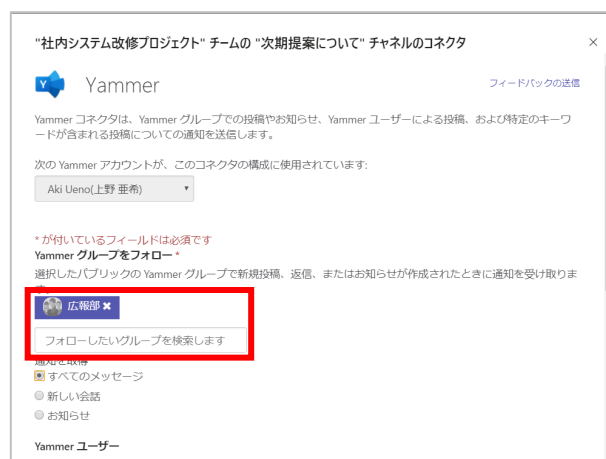 "社内システム改修プロジェクト" チームの "次期提案について" チャネルのコネクタ
×
Yammer
フィードバックの送信
Yammer コネクタは、Yammer グループでの投稿やお知らせ、Yammer ユーザーによる投稿、および特定のキーワ
ードが含まれる投稿についての通知を送信します。
次の Yammer アカウントが、このコネクタの構成に使用されています:
Aki Ueno(上野 亜希)
* が付いているフィールドは必須です
Yammer グループをフォロー *
選択したパブリックの Yammer グループで新規投稿、返信、またはお知らせが作成されたときに通知を受け取りま
す。
広報部 ×
フォローしたいグループを検索します
通知を取得
すべてのメッセージ
新しい会話
お知らせ
Yammer ユーザー